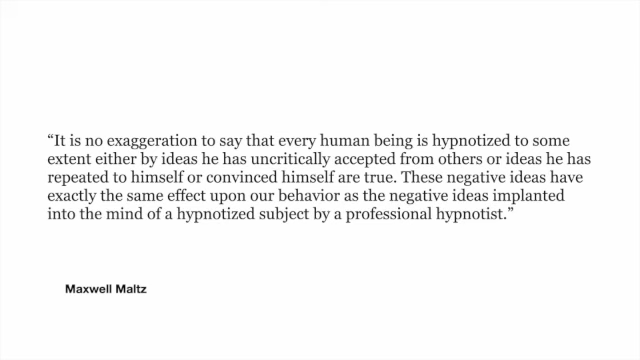 “It is no exaggeration to say that every human being is hypnotized to some
extent either by ideas he has uncritically accepted from others or ideas he has
repeated to himself or convinced himself are true. These negative ideas have
exactly the same effect upon our behavior as the negative ideas implanted
into the mind of a hypnotized subject by a professional hypnotist.”
Maxwell Maltz